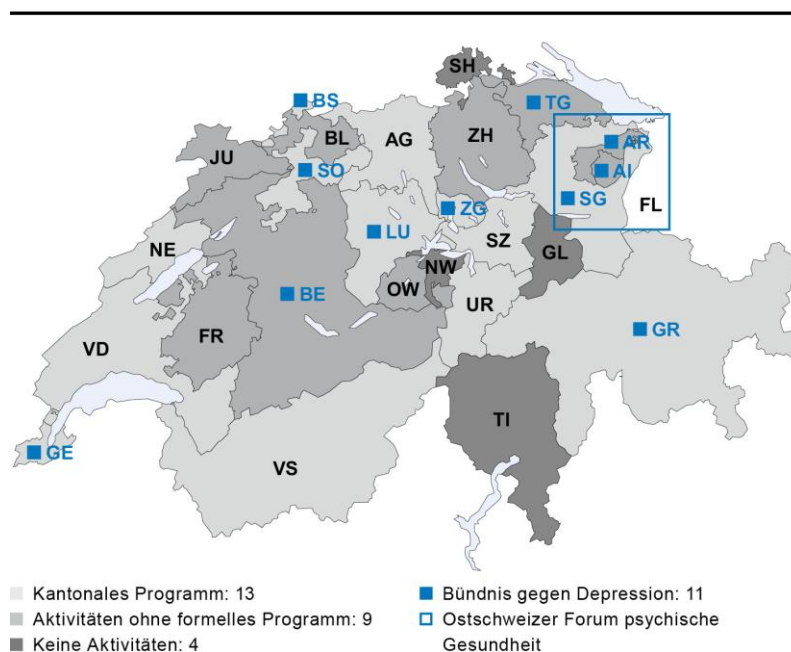 SH
BS
TG
BL
AG
ZH
AR
JU
SO
AI
ZG
SG
FL
LU
NE
SZ
GL
NW
OW
BE
UR
FR
GR
VD
TI
GE
VS
Kantonales Programm: 13
Aktivitäten ohne formelles Programm: 9
Keine Aktivitäten: 4
Bündnis gegen Depression: 11
Ostschweizer Forum psychische
Gesundheit